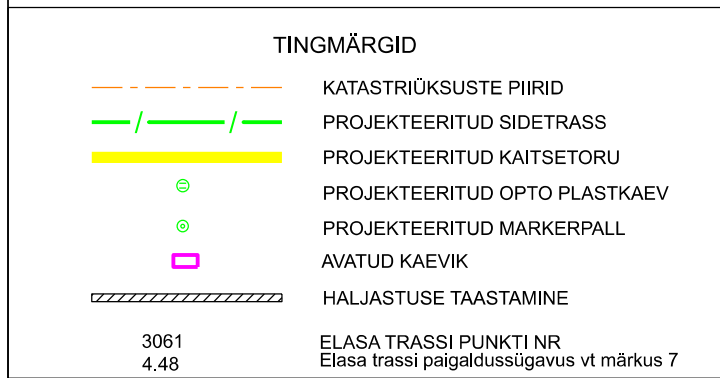 TINGMÄRGID
KATASTRIÜKSUSTE PIIRID
PROJEKTEERITUD SIDETRASS
PROJEKTEERITUD KAITSETORU
PROJEKTEERITUD OPTO PLASTKAEV
PROJEKTEERITUD MARKERPALL
AVATUD KAEVIK
HALJASTUSE TAASTAMINE
3061 ELASA TRASSI PUNKTI NR
4.48 Elasa trassi paigaldussügavus vt märkus 7